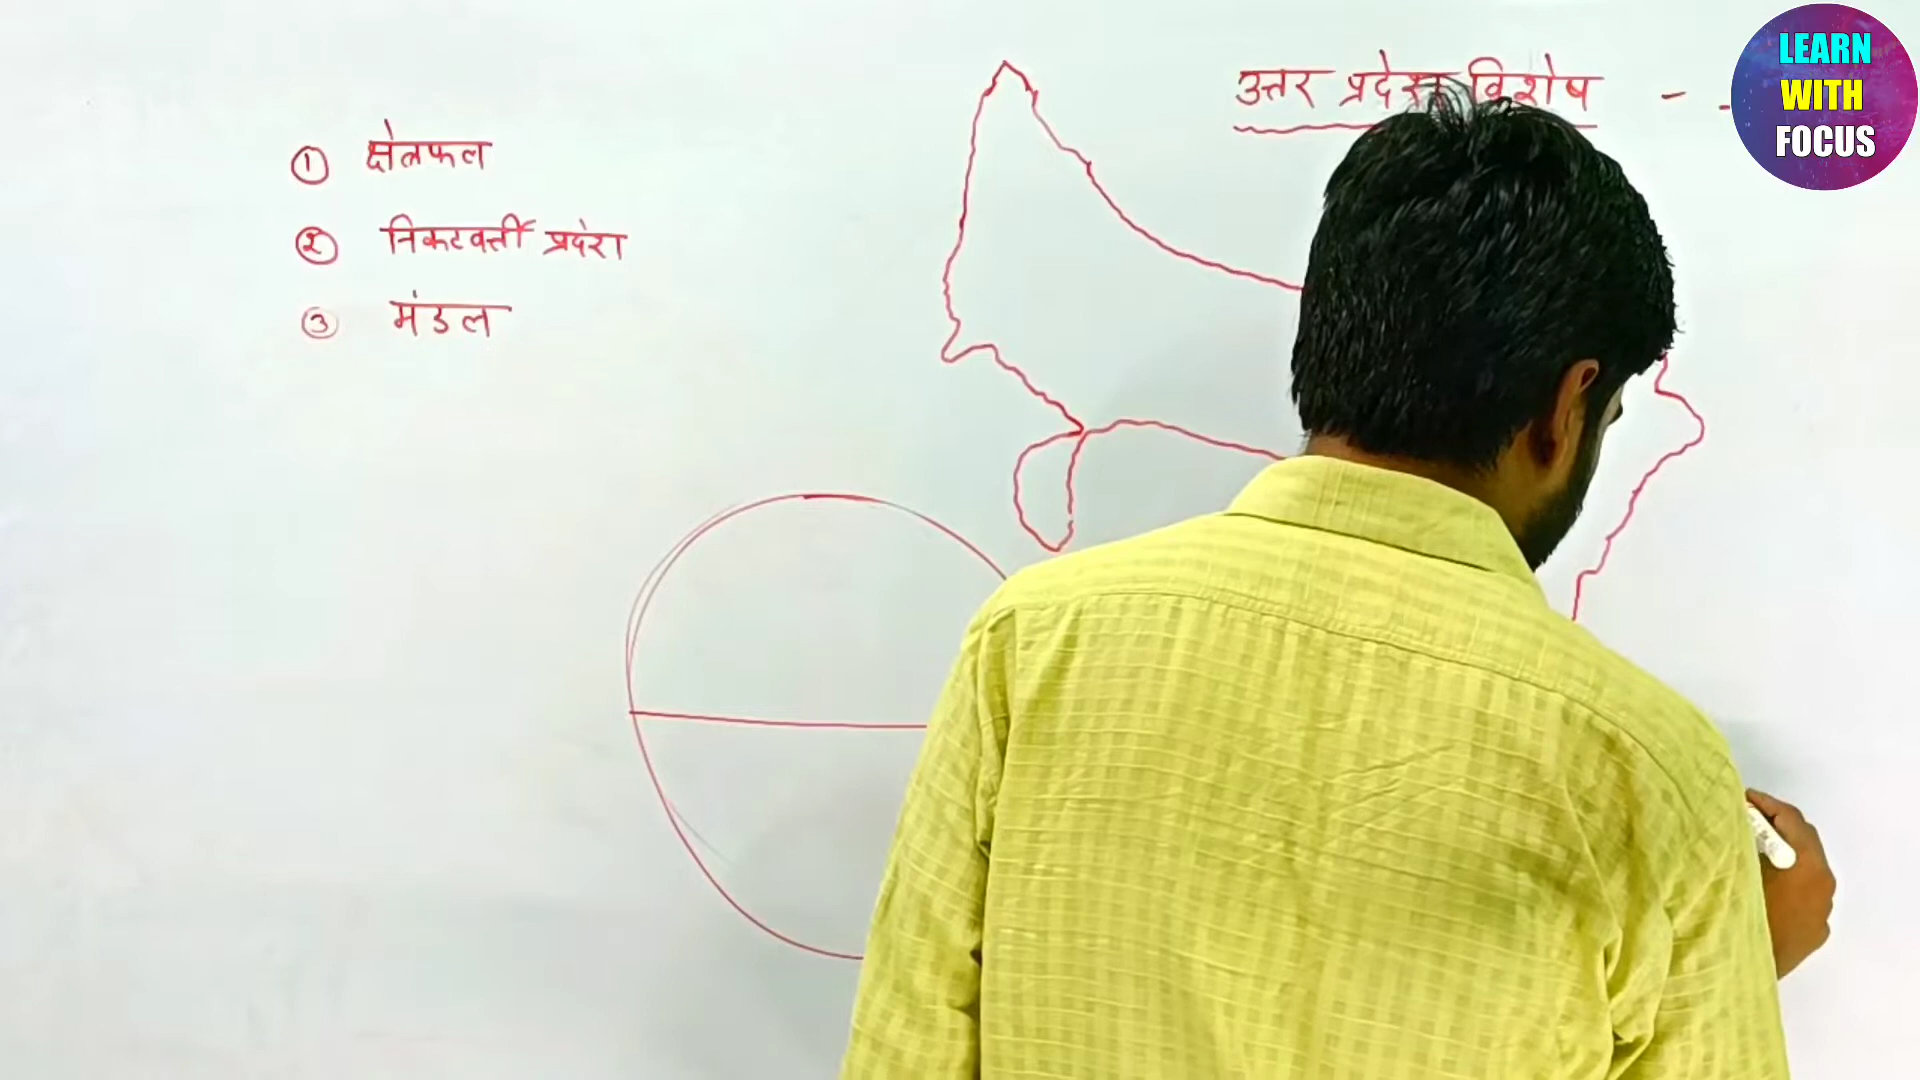 उत्तर प्रदेश विशेष - -
① क्षेत्रफल
② निकटवर्ती प्रदेश
③ मंडल
LEARN
WITH
FOCUS